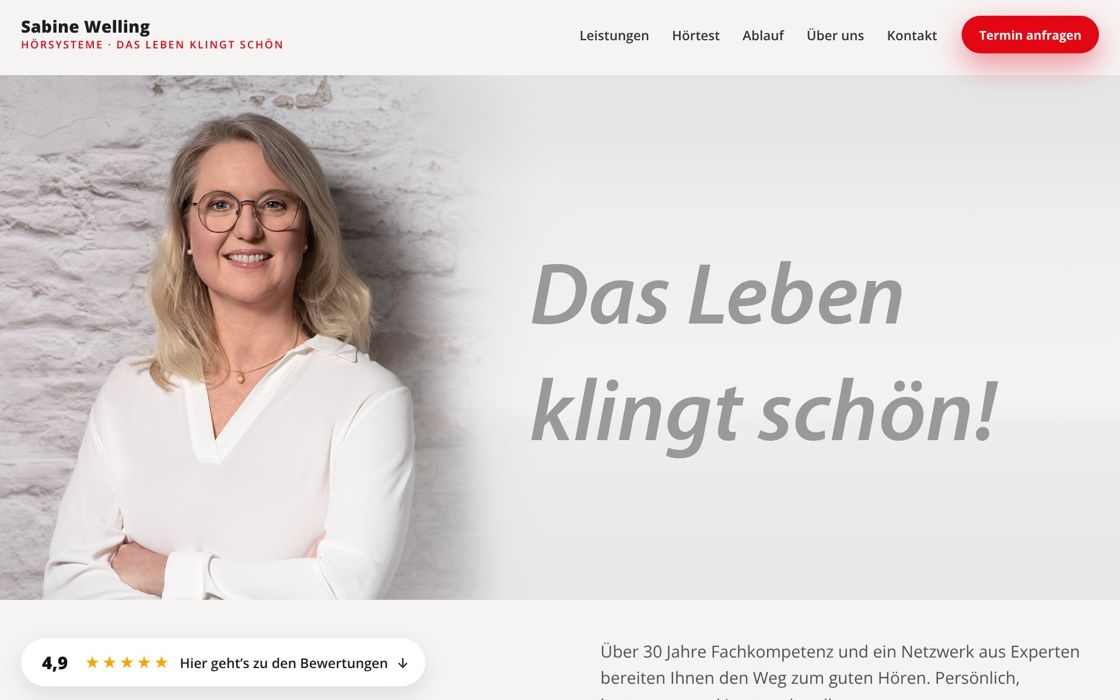 Sabine Welling
HÖRSYSTEME · DAS LEBEN KLINGT SCHÖN
Leistungen
Hörtest
Ablauf
Über uns
Kontakt
Termin anfragen
Das Leben
klingt schön!
4,9 ★★★★★ Hier geht’s zu den Bewertungen ↓
Über 30 Jahre Fachkompetenz und ein Netzwerk aus Experten
bereiten Ihnen den Weg zum guten Hören. Persönlich,